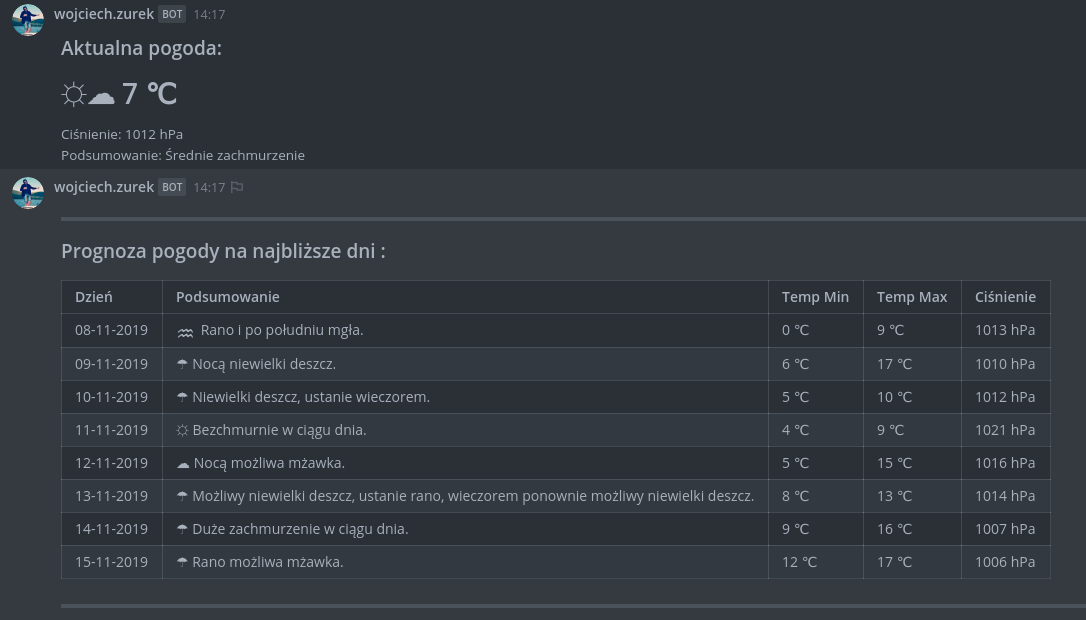 wojciech.zurek BOT 14:17
Aktualna pogoda:
☼☁ 7 ℃
Ciśnienie: 1012 hPa
Podsumowanie: Średnie zachmurzenie
wojciech.zurek BOT 14:17
Prognoza pogody na najbliższe dni :
Dzień Podsumowanie Temp Min Temp Max Ciśnienie
08-11-2019 Rano i po południu mgła. 0 ℃ 9 ℃ 1013 hPa
09-11-2019 ☂ Nocą niewielki deszcz. 6 ℃ 17 ℃ 1010 hPa
10-11-2019 ☂ Niewielki deszcz, ustanie wieczorem. 5 ℃ 10 ℃ 1012 hPa
11-11-2019 ☼ Bezchmurnie w ciągu dnia. 4 ℃ 9 ℃ 1021 hPa
12-11-2019 ☁ Nocą możliwa mżawka. 5 ℃ 15 ℃ 1016 hPa
13-11-2019 ☂ Możliwy niewielki deszcz, ustanie rano, wieczorem ponownie możliwy niewielki deszcz. 8 ℃ 13 ℃ 1014 hPa
14-11-2019 ☂ Duże zachmurzenie w ciągu dnia. 9 ℃ 16 ℃ 1007 hPa
15-11-2019 ☂ Rano możliwa mżawka. 12 ℃ 17 ℃ 1006 hPa